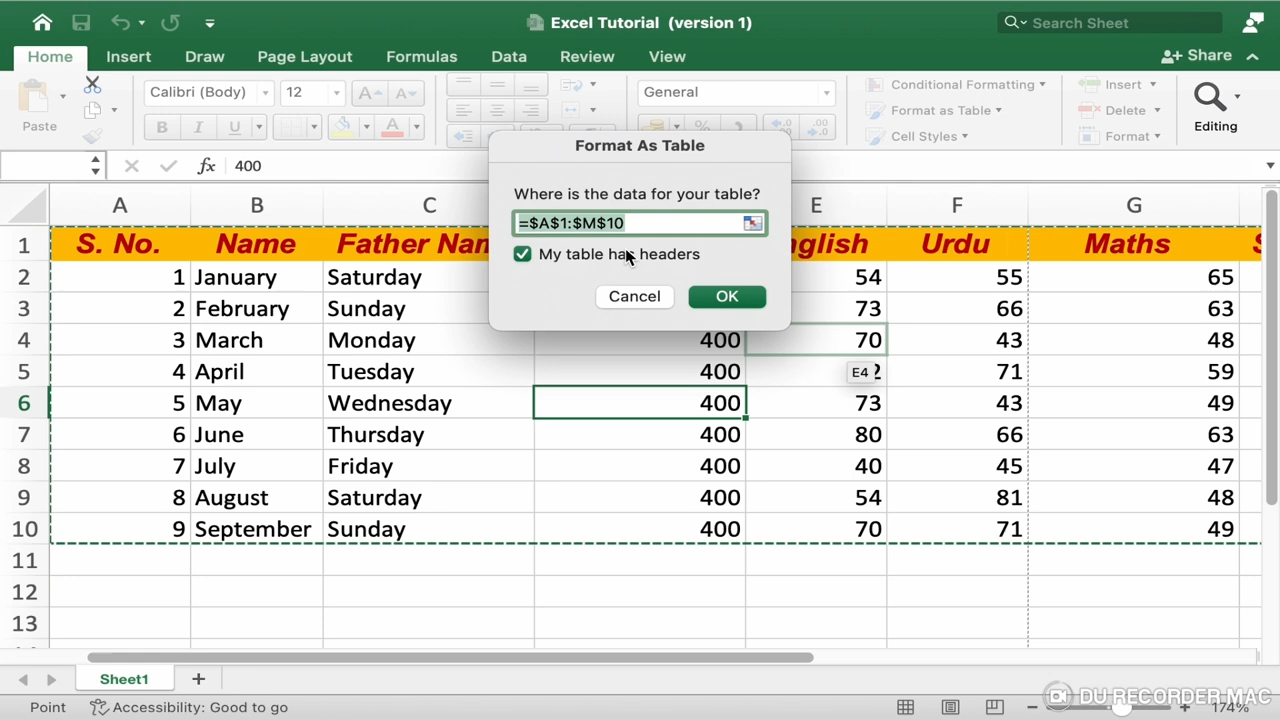 Excel Tutorial (version 1)
Search Sheet
Home Insert Draw Page Layout Formulas Data Review View
Share
Paste
Calibri (Body) 12
A A
B I U A
General
%
Conditional Formatting
Format as Table
Cell Styles
Insert
Delete
Format
Editing
fx 400
Format As Table
Where is the data for your table?
=$A$1:$M$10
My table has headers
Cancel OK
A B C E F G
1 S. No. Name Father Nam nglish Urdu Maths
2 1 January Saturday 54 55 65
3 2 February Sunday 73 66 63
4 3 March Monday 400 70 43 48
5 4 April Tuesday 400 2 71 59
E4
6 5 May Wednesday 400 73 43 49
7 6 June Thursday 400 80 66 63
8 7 July Friday 400 40 45 47
9 8 August Saturday 400 54 81 48
10 9 September Sunday 400 70 71 49
11
12
13
Sheet1
Point Accessibility: Good to go
174%
DU RECORDER MAC